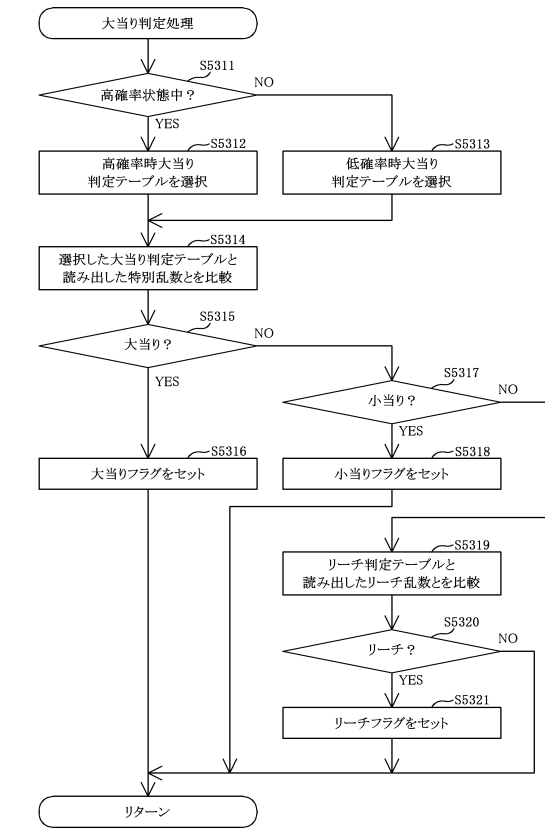 大当り判定処理
S5311
高確率状態中？
NO
YES
S5312
高確率時大当り
判定テーブルを選択
S5313
低確率時大当り
判定テーブルを選択
S5314
選択した大当り判定テーブルと
読み出した特別乱数とを比較
S5315
大当り？
NO
YES
S5317
小当り？
NO
YES
S5316
大当りフラグをセット
S5318
小当りフラグをセット
S5319
リーチ判定テーブルと
読み出したリーチ乱数とを比較
S5320
リーチ？
NO
YES
S5321
リーチフラグをセット
リターン